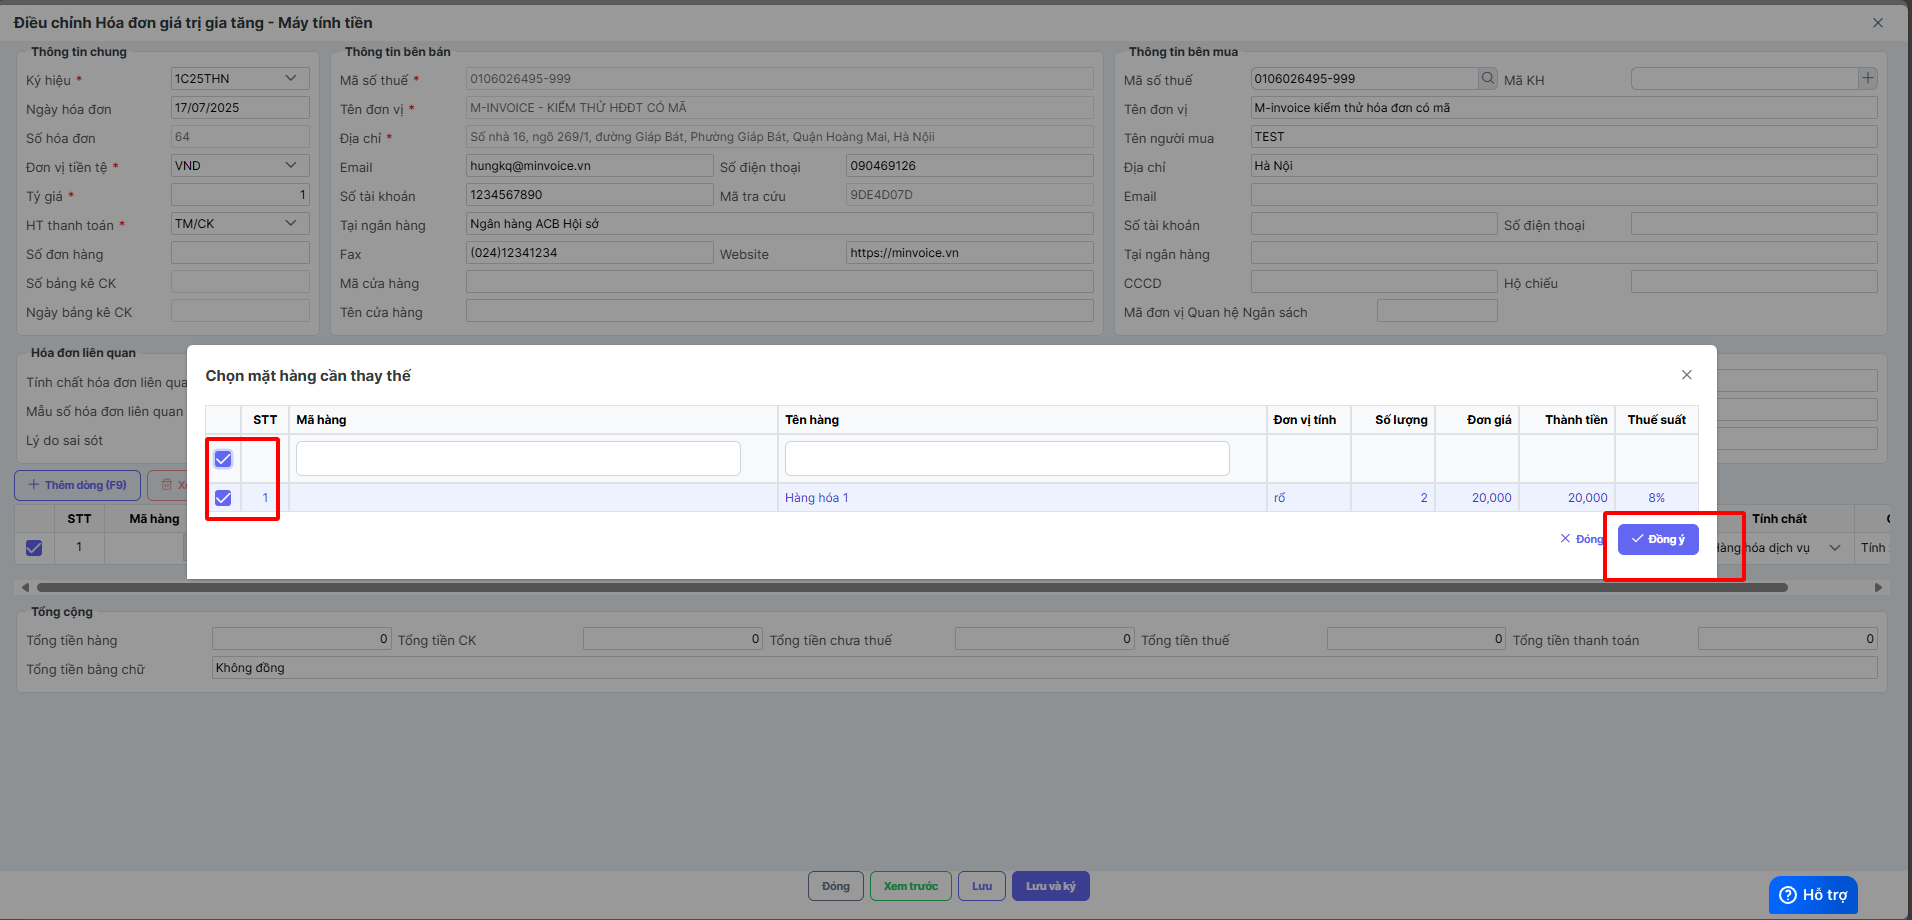 Điều chỉnh Hóa đơn giá trị gia tăng - Máy tính tiền
Thông tin chung
Ký hiệu * 1C25THN
Ngày hóa đơn 17/07/2025
Số hóa đơn 64
Đơn vị tiền tệ * VND
Tỷ giá * 1
HT thanh toán * TM/CK
Số đơn hàng
Số bảng kê CK
Ngày bảng kê CK
Thông tin bên bán
Mã số thuế * 0106026495-999
Tên đơn vị * M-INVOICE - KIỂM THỬ HĐĐT CÓ MÃ
Địa chỉ * Số nhà 16, ngõ 269/1, đường Giáp Bát, Phường Giáp Bát, Quận Hoàng Mai, Hà Nộii
Email hungkq@minvoice.vn Số điện thoại 090469126
Số tài khoản 1234567890 Mã tra cứu 9DE4D07D
Tại ngân hàng Ngân hàng ACB Hội sở
Fax (024)12341234 Website https://minvoice.vn
Mã cửa hàng
Tên cửa hàng
Thông tin bên mua
Mã số thuế 0106026495-999 Mã KH
Tên đơn vị M-invoice kiểm thử hóa đơn có mã
Tên người mua TEST
Địa chỉ Hà Nội
Email
Số tài khoản Số điện thoại
Tại ngân hàng
CCCD Hộ chiếu
Mã đơn vị Quan hệ Ngân sách
Hóa đơn liên quan
Tính chất hóa đơn liên qua
Mẫu số hóa đơn liên quan
Lý do sai sót
Chọn mặt hàng cần thay thế
STT Mã hàng Tên hàng Đơn vị tính Số lượng Đơn giá Thành tiền Thuế suất
1 Hàng hóa 1 rổ 2 20,000 20,000 8%
Đóng Đồng ý
Thêm dòng (F9)
STT Mã hàng Tính chất
1 hóa dịch vụ Tính
Tổng cộng
Tổng tiền hàng 0 Tổng tiền CK 0 Tổng tiền chưa thuế 0 Tổng tiền thuế 0 Tổng tiền thanh toán 0
Tổng tiền bằng chữ Không đồng
Đóng Xem trước Lưu Lưu và ký
Hỗ trợ